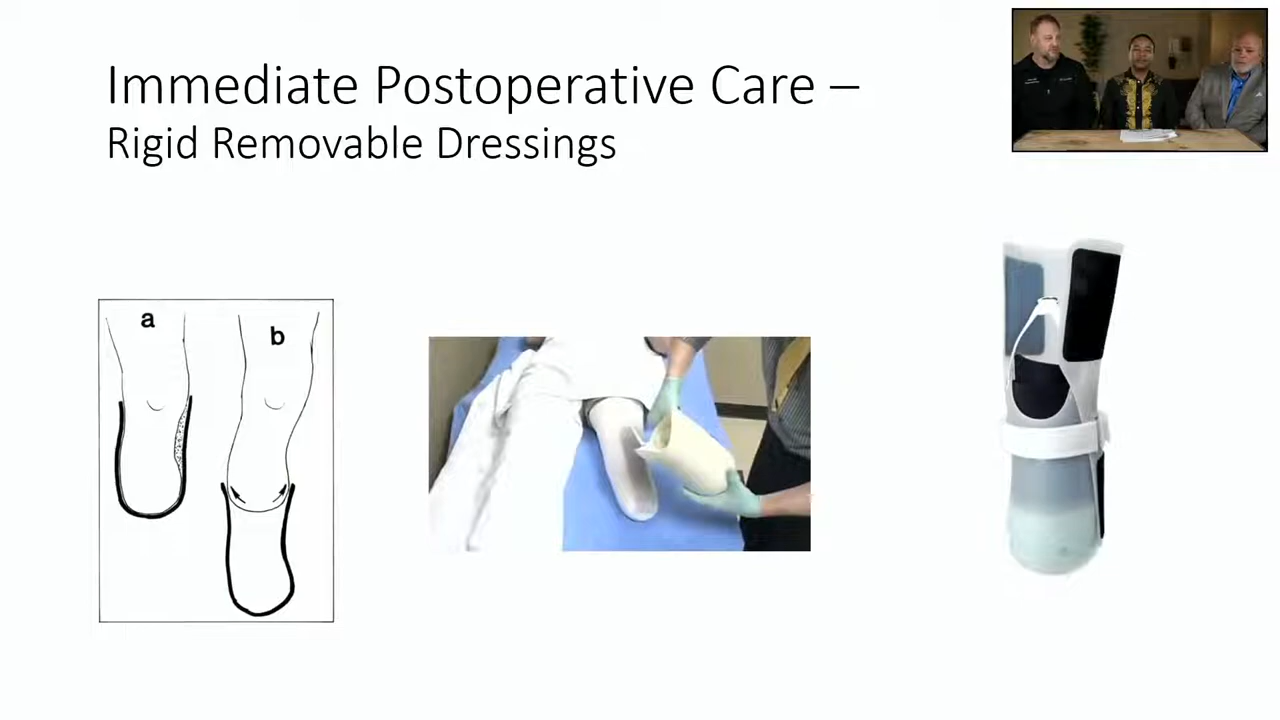 Immediate Postoperative Care –
Rigid Removable Dressings
a
b